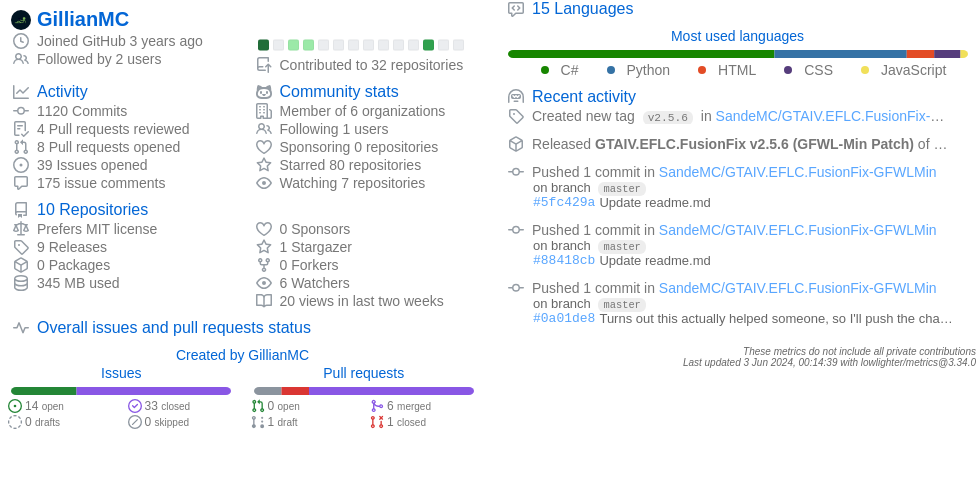 GillianMC
Joined GitHub 3 years ago
Followed by 2 users
Contributed to 32 repositories
Activity
1120 Commits
4 Pull requests reviewed
8 Pull requests opened
39 Issues opened
175 issue comments
Community stats
Member of 6 organizations
Following 1 users
Sponsoring 0 repositories
Starred 80 repositories
Watching 7 repositories
10 Repositories
Prefers MIT license
9 Releases
0 Packages
345 MB used
0 Sponsors
1 Stargazer
0 Forkers
6 Watchers
20 views in last two weeks
Overall issues and pull requests status
Created by GillianMC
Issues
14 open
33 closed
0 drafts
0 skipped
Pull requests
0 open
6 merged
1 draft
1 closed
15 Languages
Most used languages
C# Python HTML CSS JavaScript
Recent activity
Created new tag v2.5.6 in SandeMC/GTAIV.EFLC.FusionFix-…
Released GTAIV.EFLC.FusionFix v2.5.6 (GFWL-Min Patch) of …
Pushed 1 commit in SandeMC/GTAIV.EFLC.FusionFix-GFWLMin
on branch master
#5fc429a Update readme.md
Pushed 1 commit in SandeMC/GTAIV.EFLC.FusionFix-GFWLMin
on branch master
#88418cb Update readme.md
Pushed 1 commit in SandeMC/GTAIV.EFLC.FusionFix-GFWLMin
on branch master
#0a01de8 Turns out this actually helped someone, so I'll push the cha…
These metrics do not include all private contributions
Last updated 3 Jun 2024, 00:14:39 with lowlighter/metrics@3.34.0